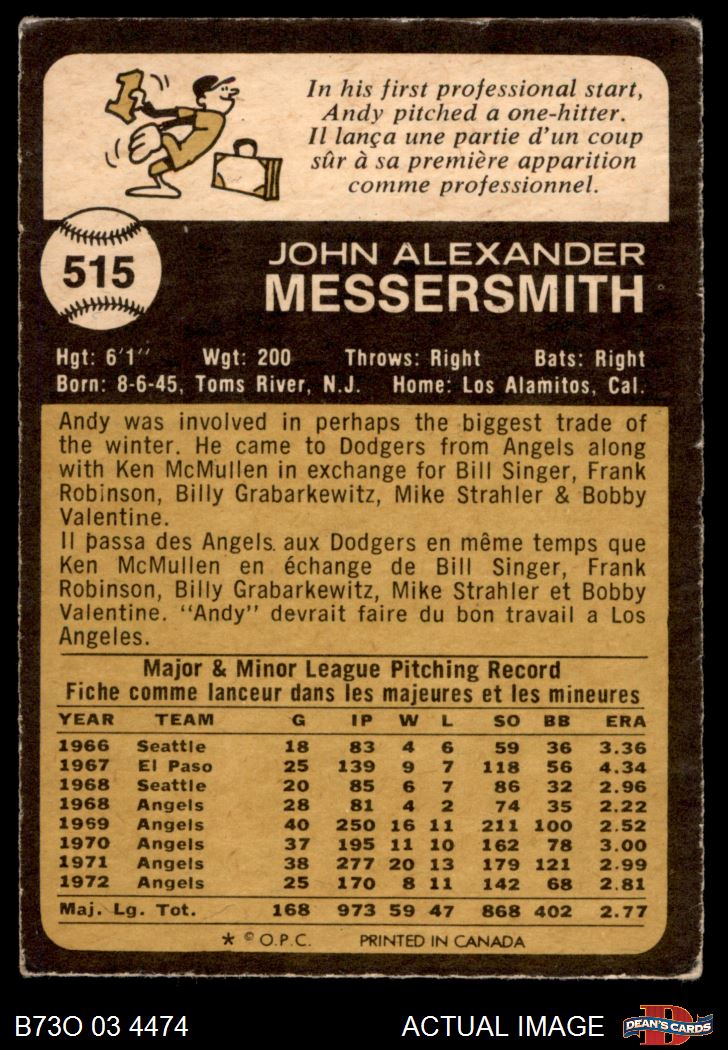 1
In his first professional start,
Andy pitched a one-hitter.
Il lança une partie d'un coup
sûr à sa première apparition
comme professionnel.
515
JOHN ALEXANDER
MESSERSMITH
Hgt: 6'1" Wgt: 200 Throws: Right Bats: Right
Born: 8-6-45, Toms River, N.J. Home: Los Alamitos, Cal.
Andy was involved in perhaps the biggest trade of
the winter. He came to Dodgers from Angels along
with Ken McMullen in exchange for Bill Singer, Frank
Robinson, Billy Grabarkewitz, Mike Strahler & Bobby
Valentine.
Il passa des Angels aux Dodgers en même temps que
Ken McMullen en échange de Bill Singer, Frank
Robinson, Billy Grabarkewitz, Mike Strahler et Bobby
Valentine. "Andy" devrait faire du bon travail a Los
Angeles.
Major & Minor League Pitching Record
Fiche comme lanceur dans les majeures et les mineures
YEAR TEAM G IP W L SO BB ERA
1966 Seattle 18 83 4 6 59 36 3.36
1967 El Paso 25 139 9 7 118 56 4.34
1968 Seattle 20 85 6 7 86 32 2.96
1968 Angels 28 81 4 2 74 35 2.22
1969 Angels 40 250 16 11 211 100 2.52
1970 Angels 37 195 11 10 162 78 3.00
1971 Angels 38 277 20 13 179 121 2.99
1972 Angels 25 170 8 11 142 68 2.81
Maj. Lg. Tot. 168 973 59 47 868 402 2.77
* © O.P.C. PRINTED IN CANADA
B73O 03 4474 ACTUAL IMAGE D DEAN'S CARDS